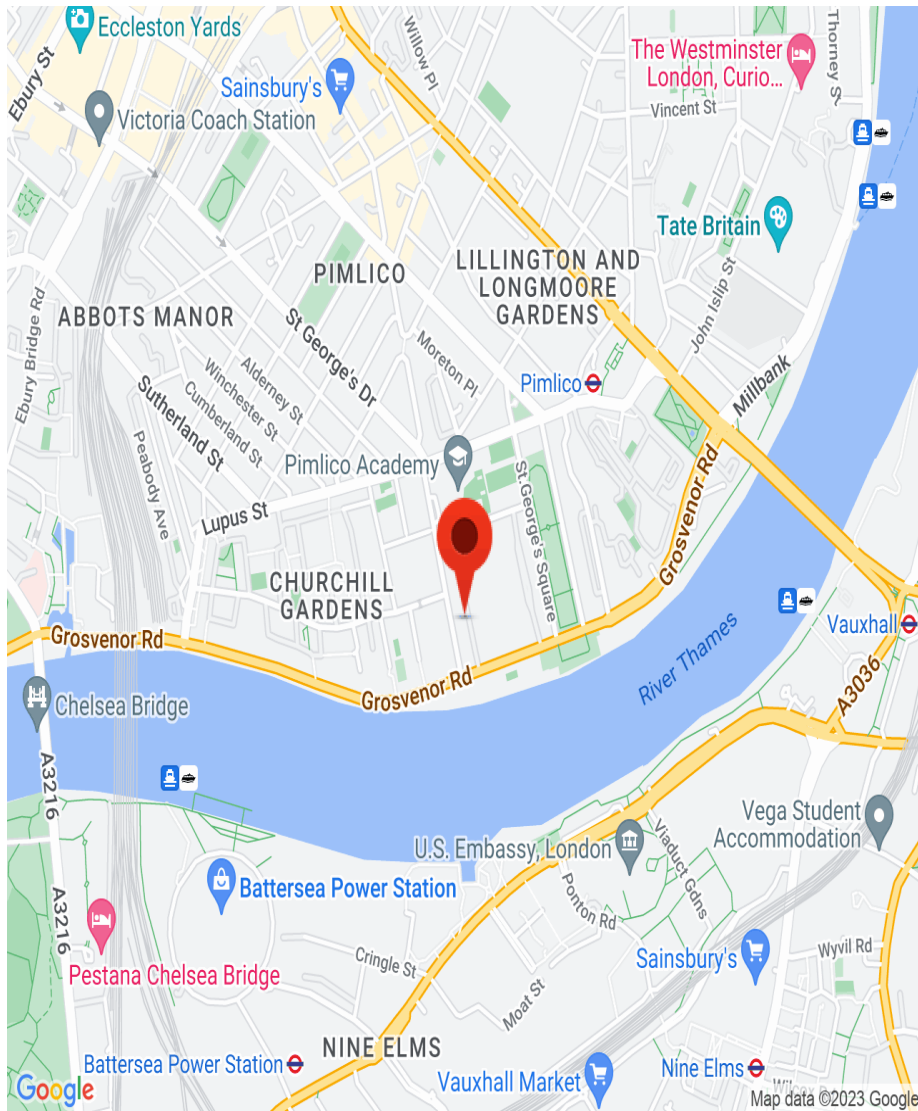 Eccleston Yards
Ebury St
Willow Pl
Thorney St
The Westminster
London, Curio...
Sainsbury's
Vincent St
Victoria Coach Station
Tate Britain
PIMLICO
LILLINGTON AND
LONGMOORE
GARDENS
ABBOTS MANOR
John Islip St
Ebury Bridge Rd
St George's Dr
Moreton Pl
Alderney St
Winchester St
Cumberland St
Sutherland St
Pimlico
Millbank
Peabody Ave
Pimlico Academy
St.George's Square
Grosvenor Rd
Lupus St
CHURCHILL
GARDENS
Vauxhall
Grosvenor Rd
River Thames
A3036
Grosvenor Rd
Chelsea Bridge
A3216
Vega Student
Accommodation
U.S. Embassy, London
Viaduct Gdns
Battersea Power Station
Ponton Rd
A3216
Pestana Chelsea Bridge
Cringle St
Sainsbury's
Wyvil Rd
Moat St
NINE ELMS
Battersea Power Station
Nine Elms
Vauxhall Market
Google
Map data ©2023 Google